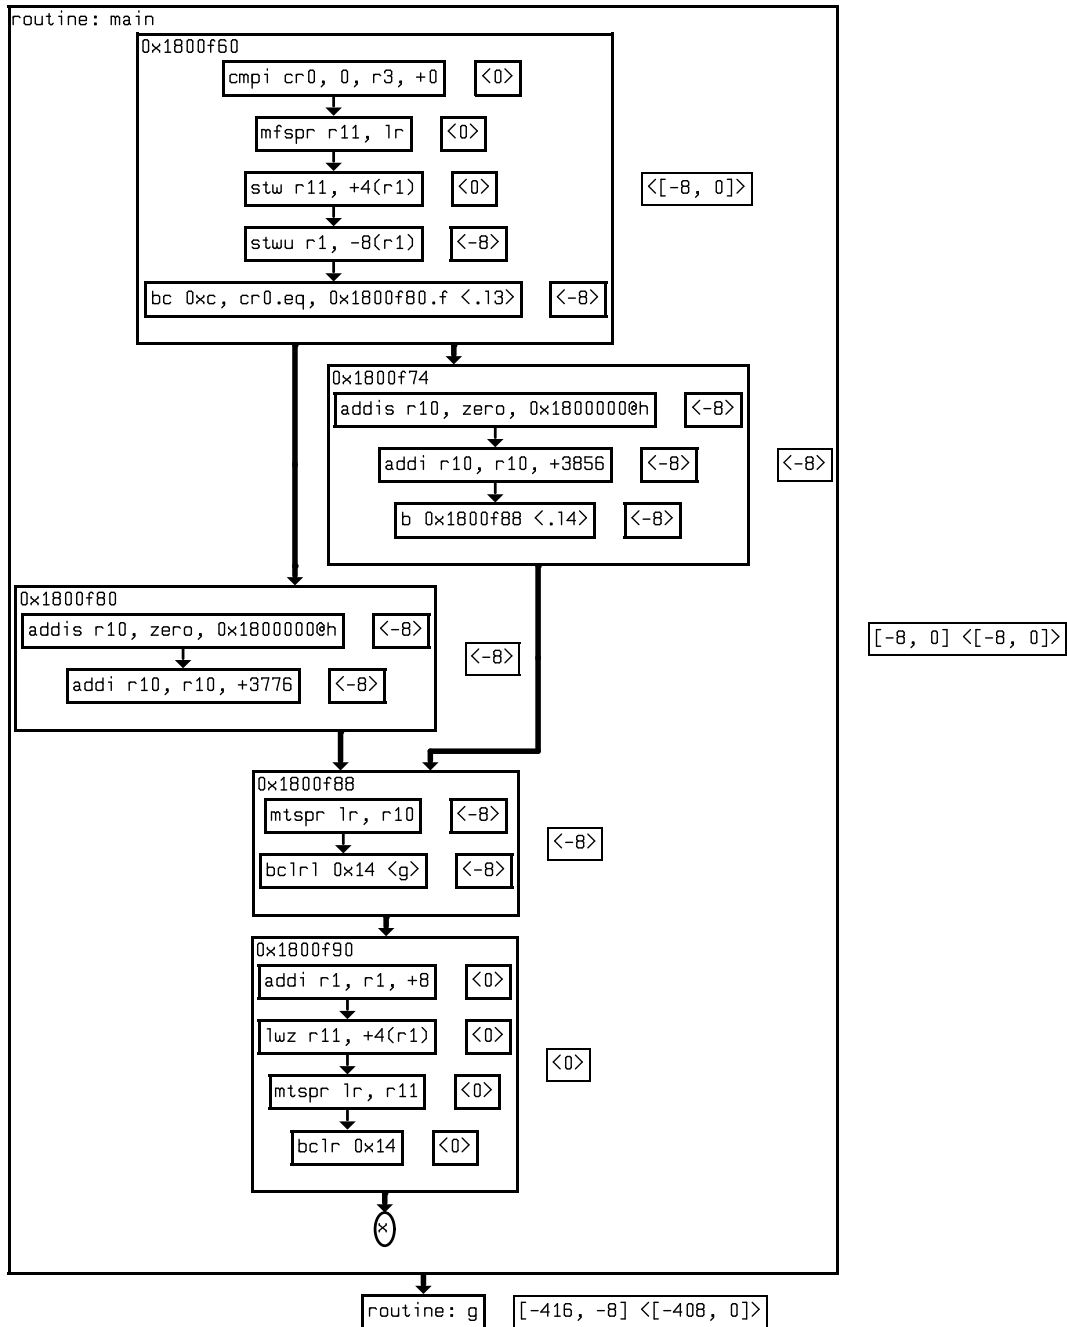 routine: main
0x1800f60
cmpi cr0, 0, r3, +0 <0>
mfspr r11, lr <0>
stw r11, +4(r1) <0>
<[-8, 0]>
stwu r1, -8(r1) <-8>
bc 0xc, cr0.eq, 0x1800f80.f <.l3> <-8>
0x1800f74
addis r10, zero, 0x1800000@h <-8>
addi r10, r10, +3856 <-8>
<-8>
b 0x1800f88 <.l4> <-8>
0x1800f80
addis r10, zero, 0x1800000@h <-8>
<-8>
addi r10, r10, +3776 <-8>
[-8, 0] <[-8, 0]>
0x1800f88
mtspr lr, r10 <-8>
<-8>
bclrl 0x14 <g> <-8>
0x1800f90
addi r1, r1, +8 <0>
lwz r11, +4(r1) <0>
<0>
mtspr lr, r11 <0>
bclr 0x14 <0>
x
routine: g [-416, -8] <[-408, 0]>